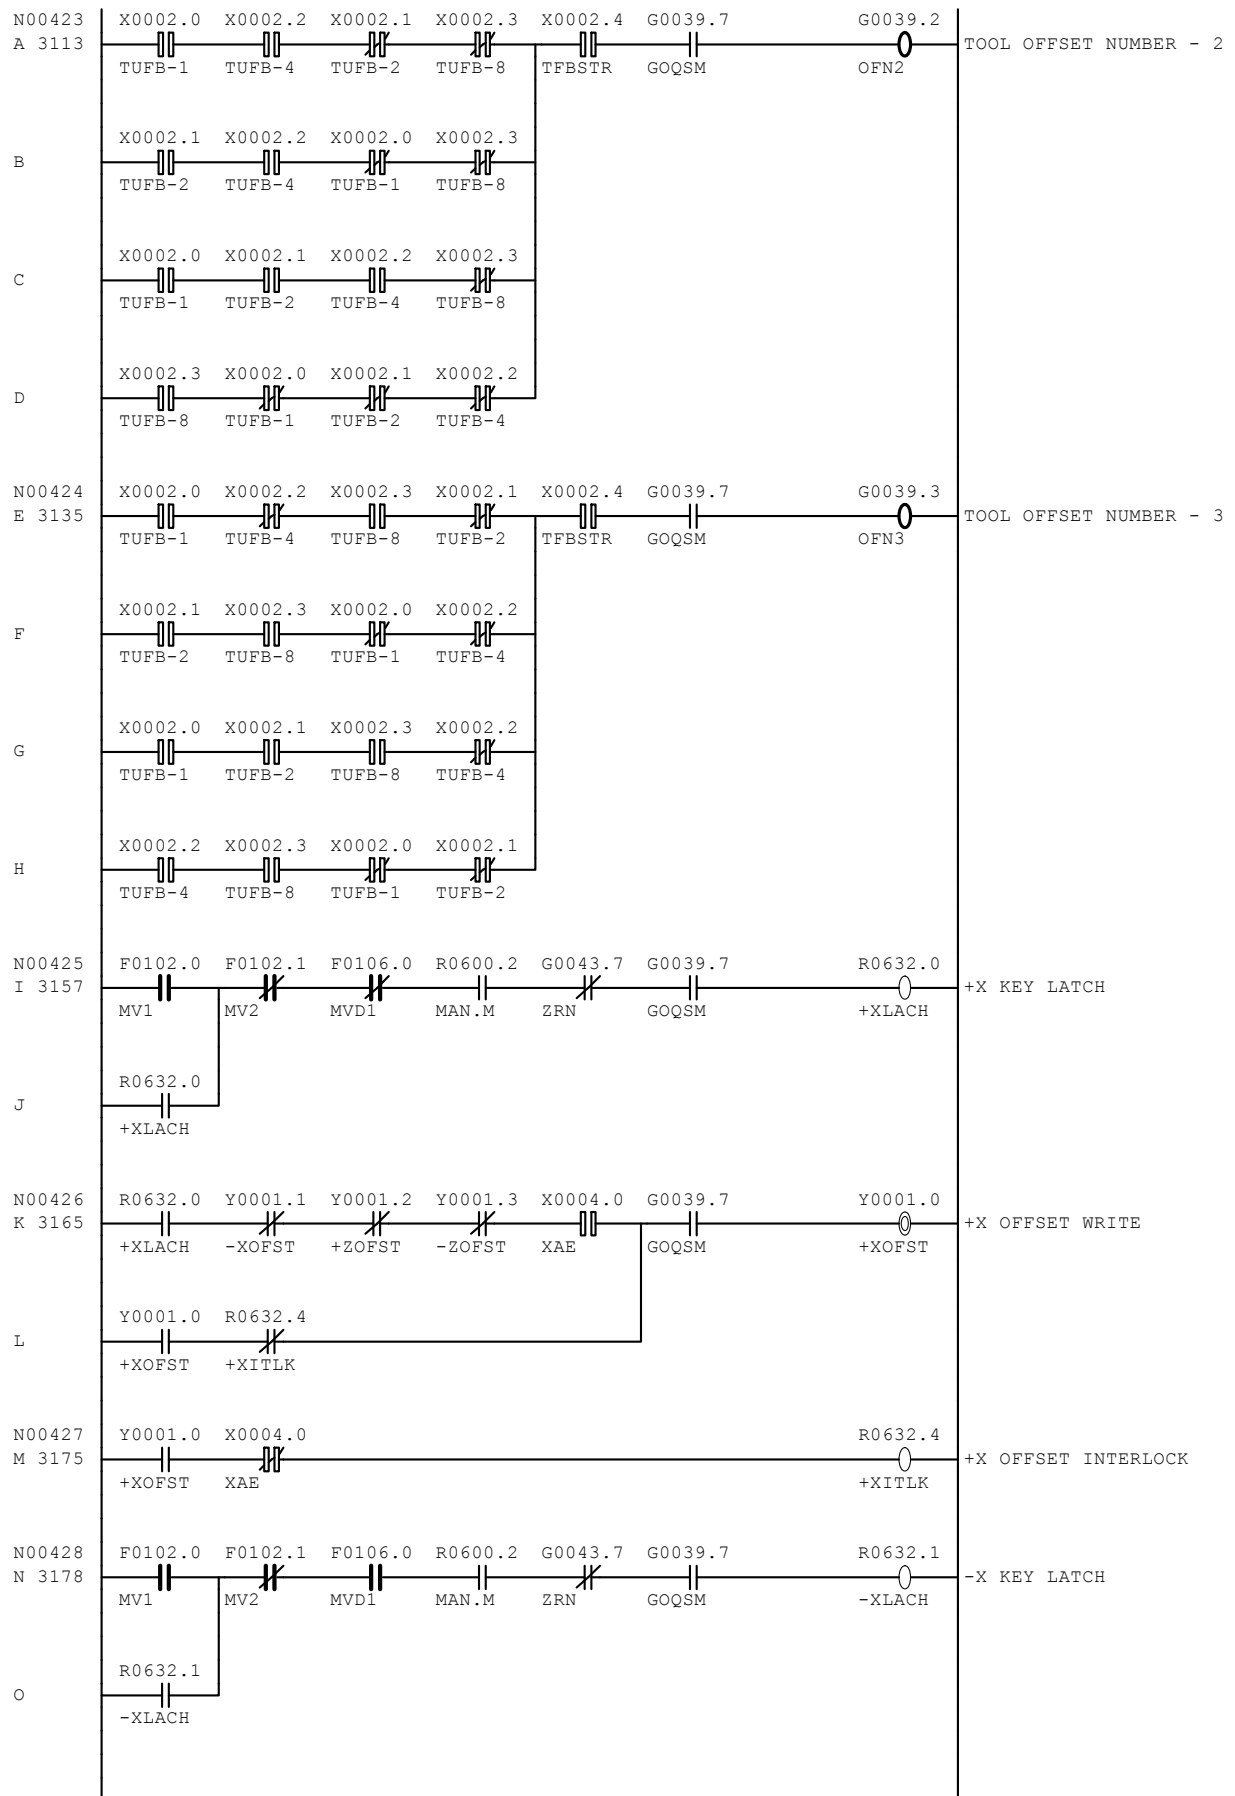 N00423 X0002.0 X0002.2 X0002.1 X0002.3 X0002.4 G0039.7 G0039.2
A 3113 TOOL OFFSET NUMBER - 2
TUFB-1 TUFB-4 TUFB-2 TUFB-8 TFBSTR GOQSM OFN2
X0002.1 X0002.2 X0002.0 X0002.3
B
TUFB-2 TUFB-4 TUFB-1 TUFB-8
X0002.0 X0002.1 X0002.2 X0002.3
C
TUFB-1 TUFB-2 TUFB-4 TUFB-8
X0002.3 X0002.0 X0002.1 X0002.2
D
TUFB-8 TUFB-1 TUFB-2 TUFB-4
N00424 X0002.0 X0002.2 X0002.3 X0002.1 X0002.4 G0039.7 G0039.3
E 3135 TOOL OFFSET NUMBER - 3
TUFB-1 TUFB-4 TUFB-8 TUFB-2 TFBSTR GOQSM OFN3
X0002.1 X0002.3 X0002.0 X0002.2
F
TUFB-2 TUFB-8 TUFB-1 TUFB-4
X0002.0 X0002.1 X0002.3 X0002.2
G
TUFB-1 TUFB-2 TUFB-8 TUFB-4
X0002.2 X0002.3 X0002.0 X0002.1
H
TUFB-4 TUFB-8 TUFB-1 TUFB-2
N00425 F0102.0 F0102.1 F0106.0 R0600.2 G0043.7 G0039.7 R0632.0
I 3157 +X KEY LATCH
MV1 MV2 MVD1 MAN.M ZRN GOQSM +XLACH
R0632.0
J
+XLACH
N00426 R0632.0 Y0001.1 Y0001.2 Y0001.3 X0004.0 G0039.7 Y0001.0
K 3165 +X OFFSET WRITE
+XLACH -XOFST +ZOFST -ZOFST XAE GOQSM +XOFST
Y0001.0 R0632.4
L
+XOFST +XITLK
N00427 Y0001.0 X0004.0 R0632.4
M 3175 +X OFFSET INTERLOCK
+XOFST XAE +XITLK
N00428 F0102.0 F0102.1 F0106.0 R0600.2 G0043.7 G0039.7 R0632.1
N 3178 -X KEY LATCH
MV1 MV2 MVD1 MAN.M ZRN GOQSM -XLACH
R0632.1
O
-XLACH